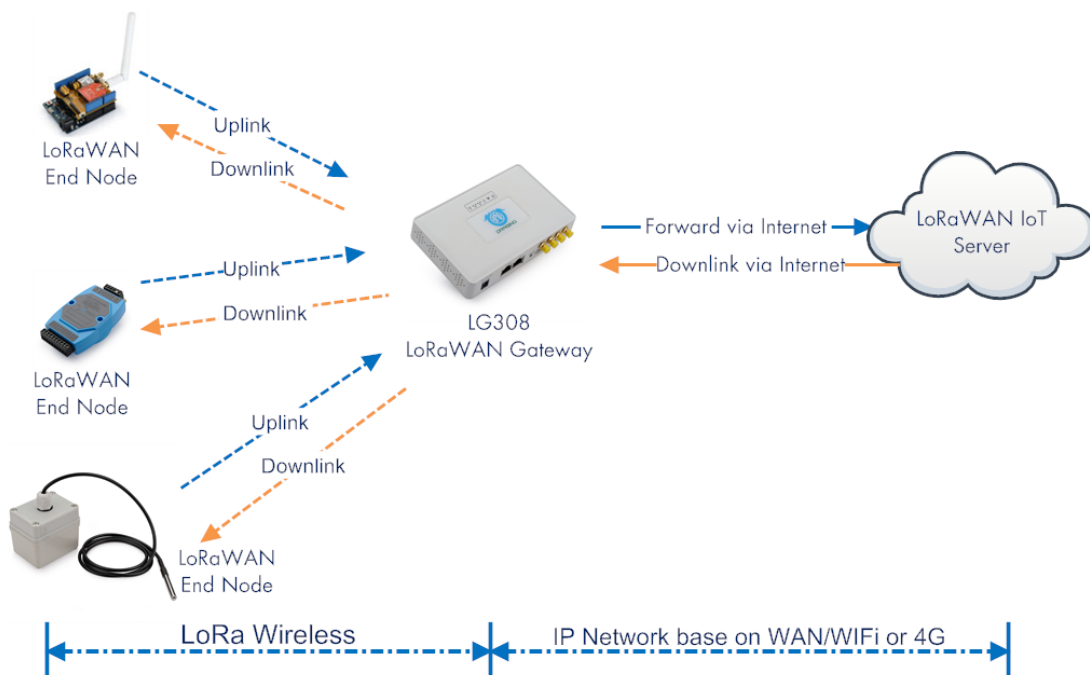 LoRaWAN
End Node
Uplink
Downlink
LoRaWAN
End Node
Uplink
Downlink
LoRaWAN
End Node
Uplink
Downlink
LG308
LoRaWAN Gateway
Forward via Internet
Downlink via Internet
LoRaWAN IoT
Server
LoRa Wireless
IP Network base on WAN/WIFi or 4G